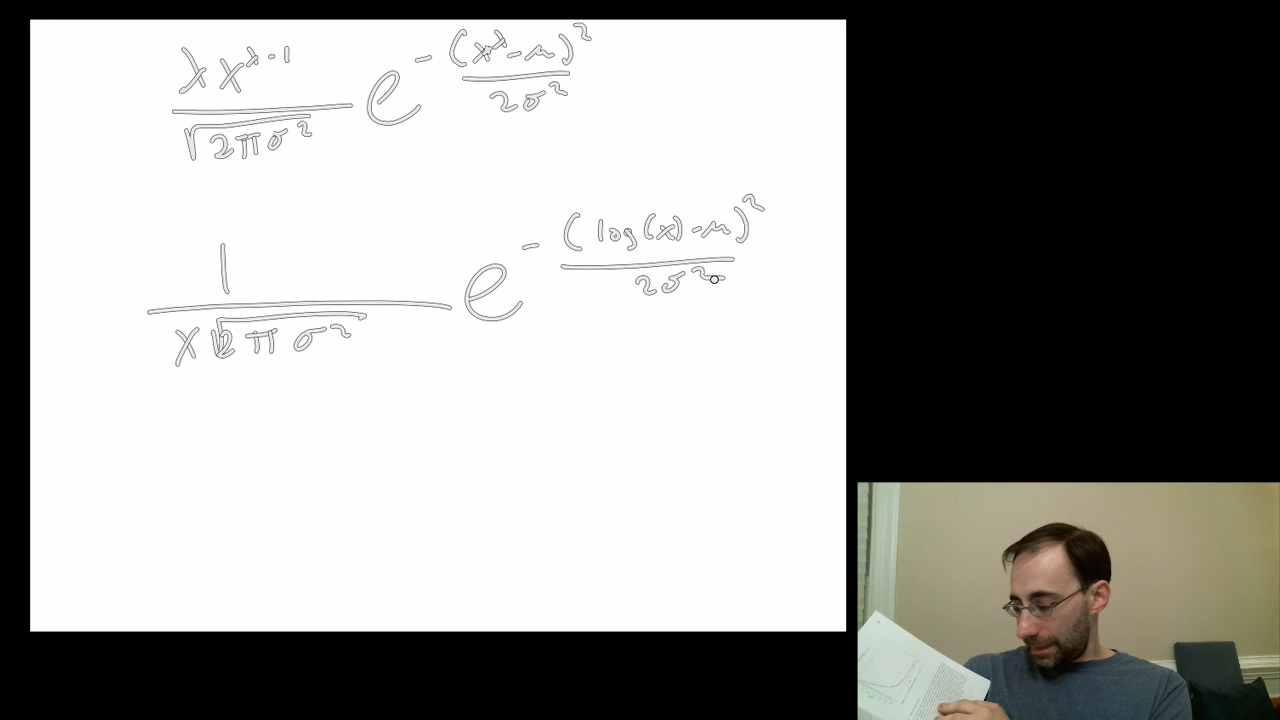 λx^{λ-1} / √(2πσ²) e^{-(x^λ-μ)² / 2σ²}
1 / x√(2πσ²) e^{-(log(x)-μ)² / 2σ²}